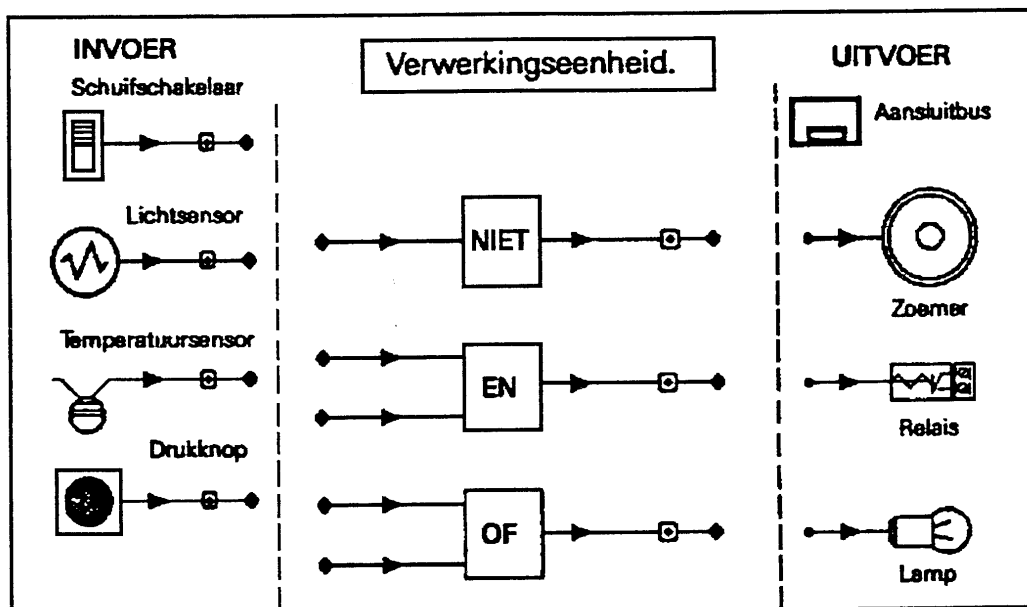 INVOER
Schuifschakelaar
Lichtsensor
Temperatuursensor
Drukknop
Verwerkingseenheid.
NIET
EN
OF
UITVOER
Aansluitbus
Zoemer
Relais
Lamp